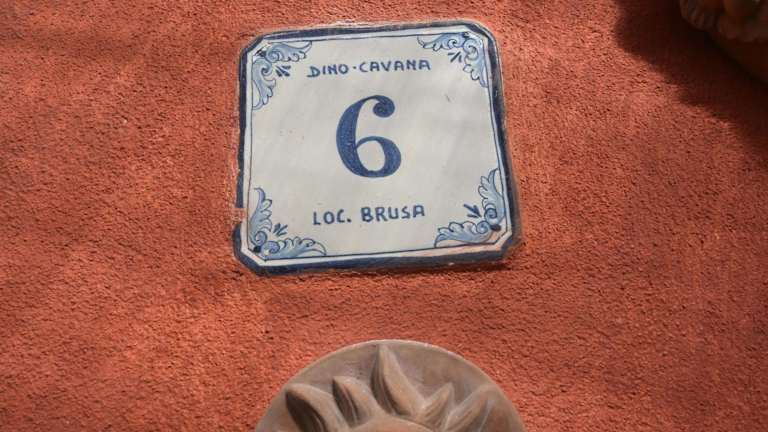 DINO-CAVANA
6
LOC. BRUSA